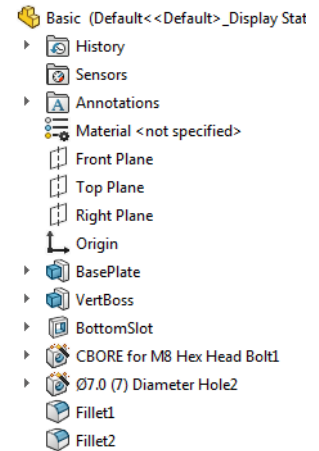 Basic (Default<<Default>_Display Stat
History
Sensors
Annotations
Material <not specified>
Front Plane
Top Plane
Right Plane
Origin
BasePlate
VertBoss
BottomSlot
CBORE for M8 Hex Head Bolt1
Ø7.0 (7) Diameter Hole2
Fillet1
Fillet2